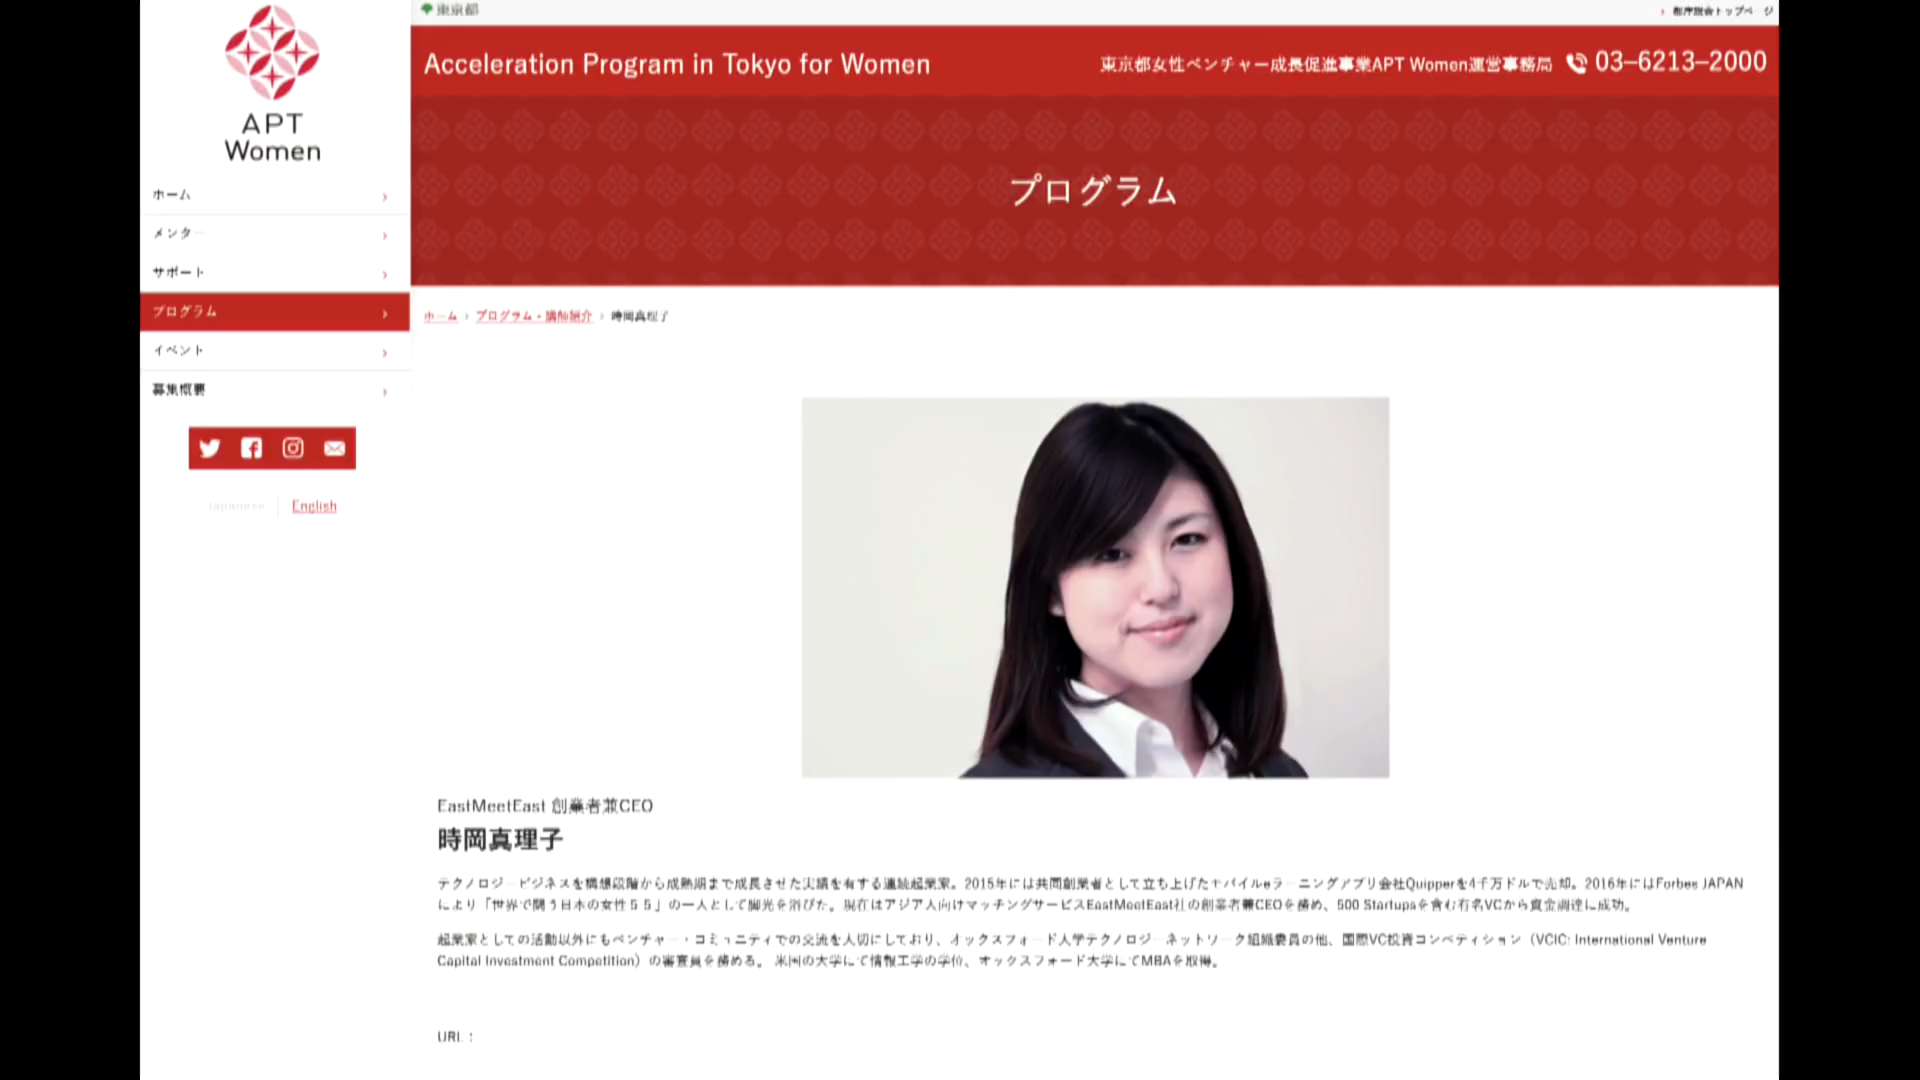 東京都
都庁総合トップページ
APT
Women
Acceleration Program in Tokyo for Women
東京都女性ベンチャー成長促進事業APT Women運営事務局 03–6213–2000
プログラム
ホーム
メンター
サポート
プログラム
イベント
募集概要
Japanese English
ホーム › プログラム・講師紹介 › 時岡真理子
EastMeetEast 創業者兼CEO
時岡真理子
テクノロジービジネスを構想段階から成熟期まで成長させた実績を有する連続起業家。2015年には共同創業者として立ち上げたモバイルeラーニングアプリ会社Quipperを4千万ドルで売却。2016年にはForbes JAPAN
により「世界で闘う日本の女性５５」の一人として脚光を浴びた。現在はアジア人向けマッチングサービスEastMeetEast社の創業者兼CEOを務め、500 Startupsを含む有名VCから資金調達に成功。
起業家としての活動以外にもベンチャー・コミュニティでの交流を大切にしており、オックスフォード大学テクノロジーネットワーク組織委員の他、国際VC投資コンペティション（VCIC: International Venture
Capital Investment Competition）の審査員を務める。 米国の大学にて情報工学の学位、オックスフォード大学にてMBAを取得。
URL：